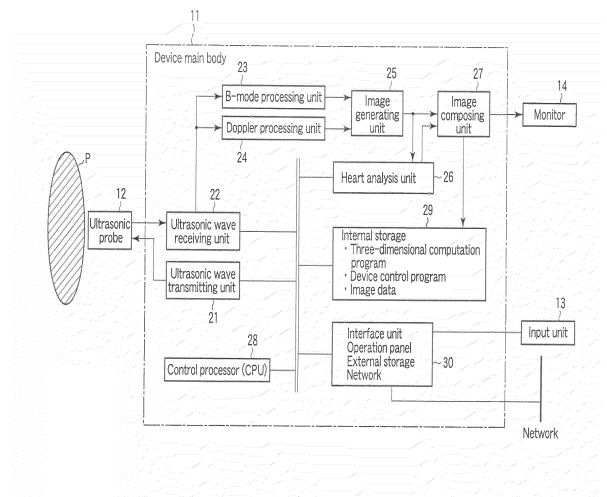 11
Device main body
23
B-mode processing unit
Doppler processing unit
24
25
Image
generating
unit
27
Image
composing
unit
14
Monitor
P
12
Ultrasonic
probe
22
Ultrasonic wave
receiving unit
Ultrasonic wave
transmitting unit
21
Heart analysis unit
26
29
Internal storage
· Three-dimensional computation
program
· Device control program
· Image data
28
Control processor (CPU)
Interface unit
Operation panel
External storage
Network
30
13
Input unit
Network